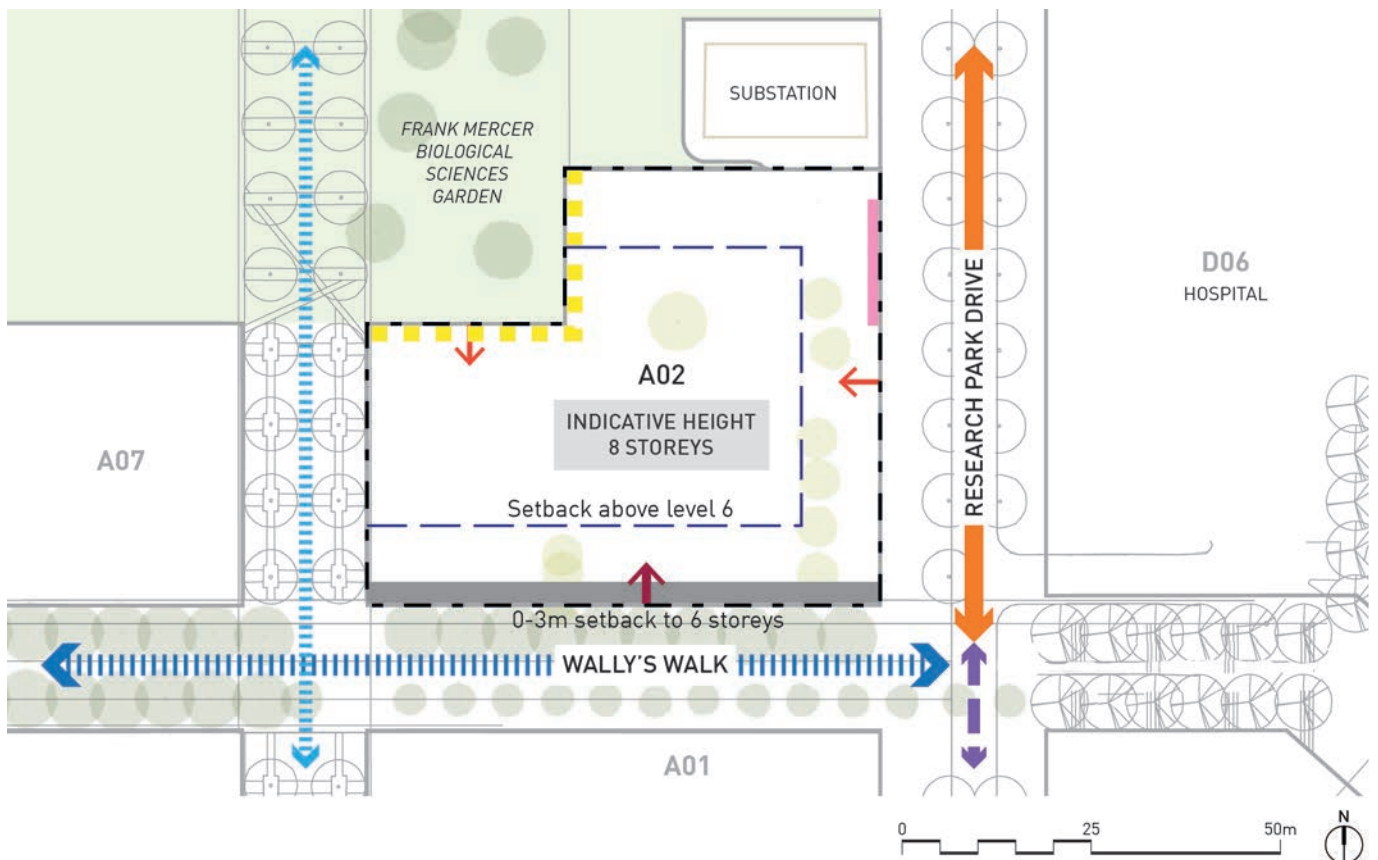 SUBSTATION
FRANK MERCER
BIOLOGICAL
SCIENCES
GARDEN
RESEARCH PARK DRIVE
D06
HOSPITAL
A07
A02
INDICATIVE HEIGHT
8 STOREYS
Setback above level 6
0-3m setback to 6 storeys
WALLY'S WALK
A01
0
25
50m
N